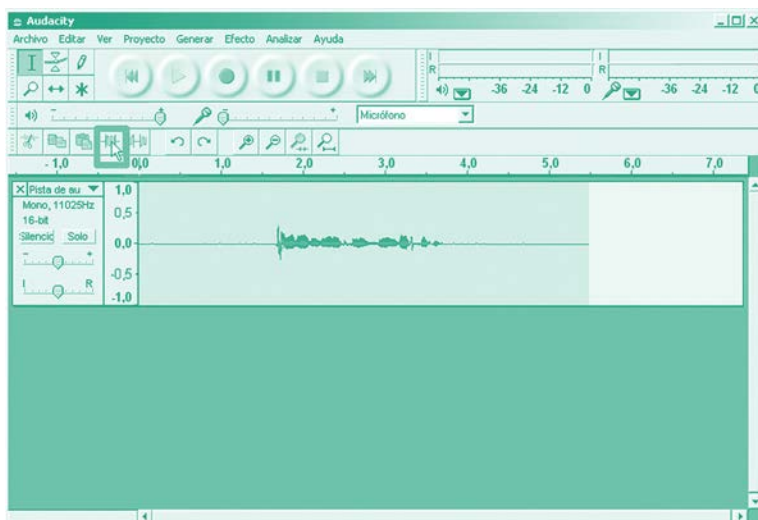 Audacity
Archivo Editar Ver Proyecto Generar Efecto Analizar Ayuda
I
R
-36 -24 -12 0
I
R
-36 -24 -12 0
Micrófono
- 1,0 0,0 1,0 2,0 3,0 4,0 5,0 6,0 7,0
Pista de au
Mono, 11025Hz
16-bit
Silencio Solo
- +
I R
1,0
0,5
0,0
-0,5
-1,0